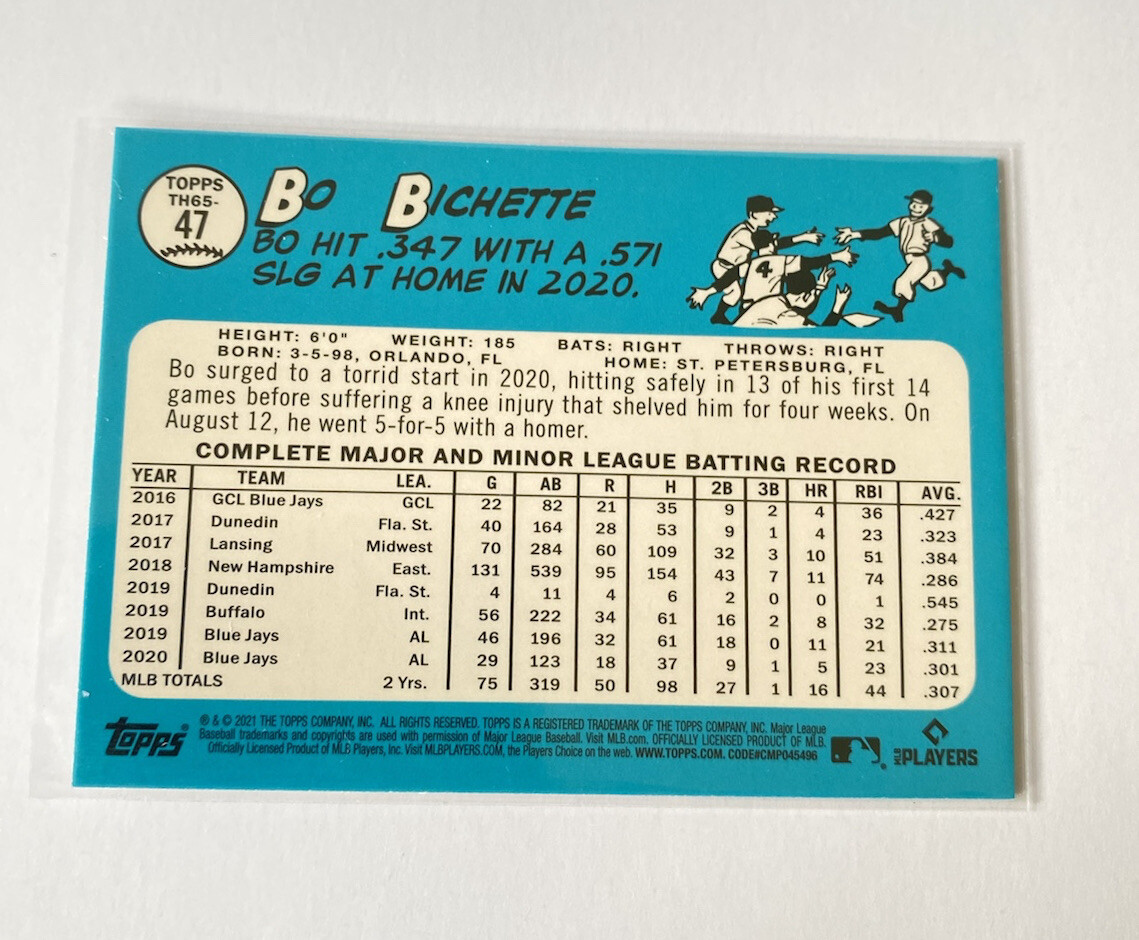 TOPPS
TH65-
47
BO BICHETTE
BO HIT .347 WITH A .571
SLG AT HOME IN 2020.
4
HEIGHT: 6'0" WEIGHT: 185 BATS: RIGHT THROWS: RIGHT
BORN: 3-5-98, ORLANDO, FL HOME: ST. PETERSBURG, FL
Bo surged to a torrid start in 2020, hitting safely in 13 of his first 14
games before suffering a knee injury that shelved him for four weeks. On
August 12, he went 5-for-5 with a homer.
COMPLETE MAJOR AND MINOR LEAGUE BATTING RECORD
YEAR TEAM LEA. G AB R H 2B 3B HR RBI AVG.
2016 GCL Blue Jays GCL 22 82 21 35 9 2 4 36 .427
2017 Dunedin Fla. St. 40 164 28 53 9 1 4 23 .323
2017 Lansing Midwest 70 284 60 109 32 3 10 51 .384
2018 New Hampshire East. 131 539 95 154 43 7 11 74 .286
2019 Dunedin Fla. St. 4 11 4 6 2 0 0 1 .545
2019 Buffalo Int. 56 222 34 61 16 2 8 32 .275
2019 Blue Jays AL 46 196 32 61 18 0 11 21 .311
2020 Blue Jays AL 29 123 18 37 9 1 5 23 .301
MLB TOTALS 2 Yrs. 75 319 50 98 27 1 16 44 .307
topps®
® & © 2021 THE TOPPS COMPANY, INC. ALL RIGHTS RESERVED. TOPPS IS A REGISTERED TRADEMARK OF THE TOPPS COMPANY, INC. Major League
Baseball trademarks and copyrights are used with permission of Major League Baseball. Visit MLB.com. OFFICIALLY LICENSED PRODUCT OF MLB.
Officially Licensed Product of MLB Players, Inc. Visit MLBPLAYERS.COM, the Players Choice on the web. WWW.TOPPS.COM. CODE#CMP045496
MLB PLAYERS